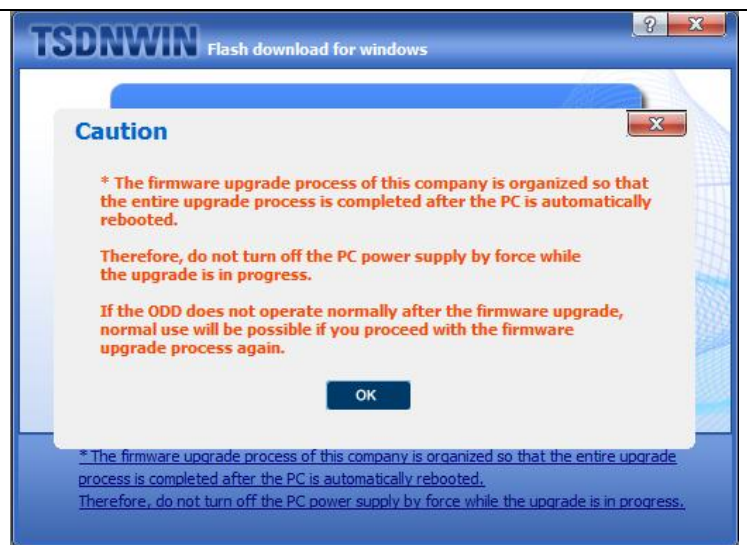 TSDNWIN Flash download for windows
Caution
* The firmware upgrade process of this company is organized so that
the entire upgrade process is completed after the PC is automatically
rebooted.
Therefore, do not turn off the PC power supply by force while
the upgrade is in progress.
If the ODD does not operate normally after the firmware upgrade,
normal use will be possible if you proceed with the firmware
upgrade process again.
OK
* The firmware upgrade process of this company is organized so that the entire upgrade
process is completed after the PC is automatically rebooted.
Therefore, do not turn off the PC power supply by force while the upgrade is in progress.